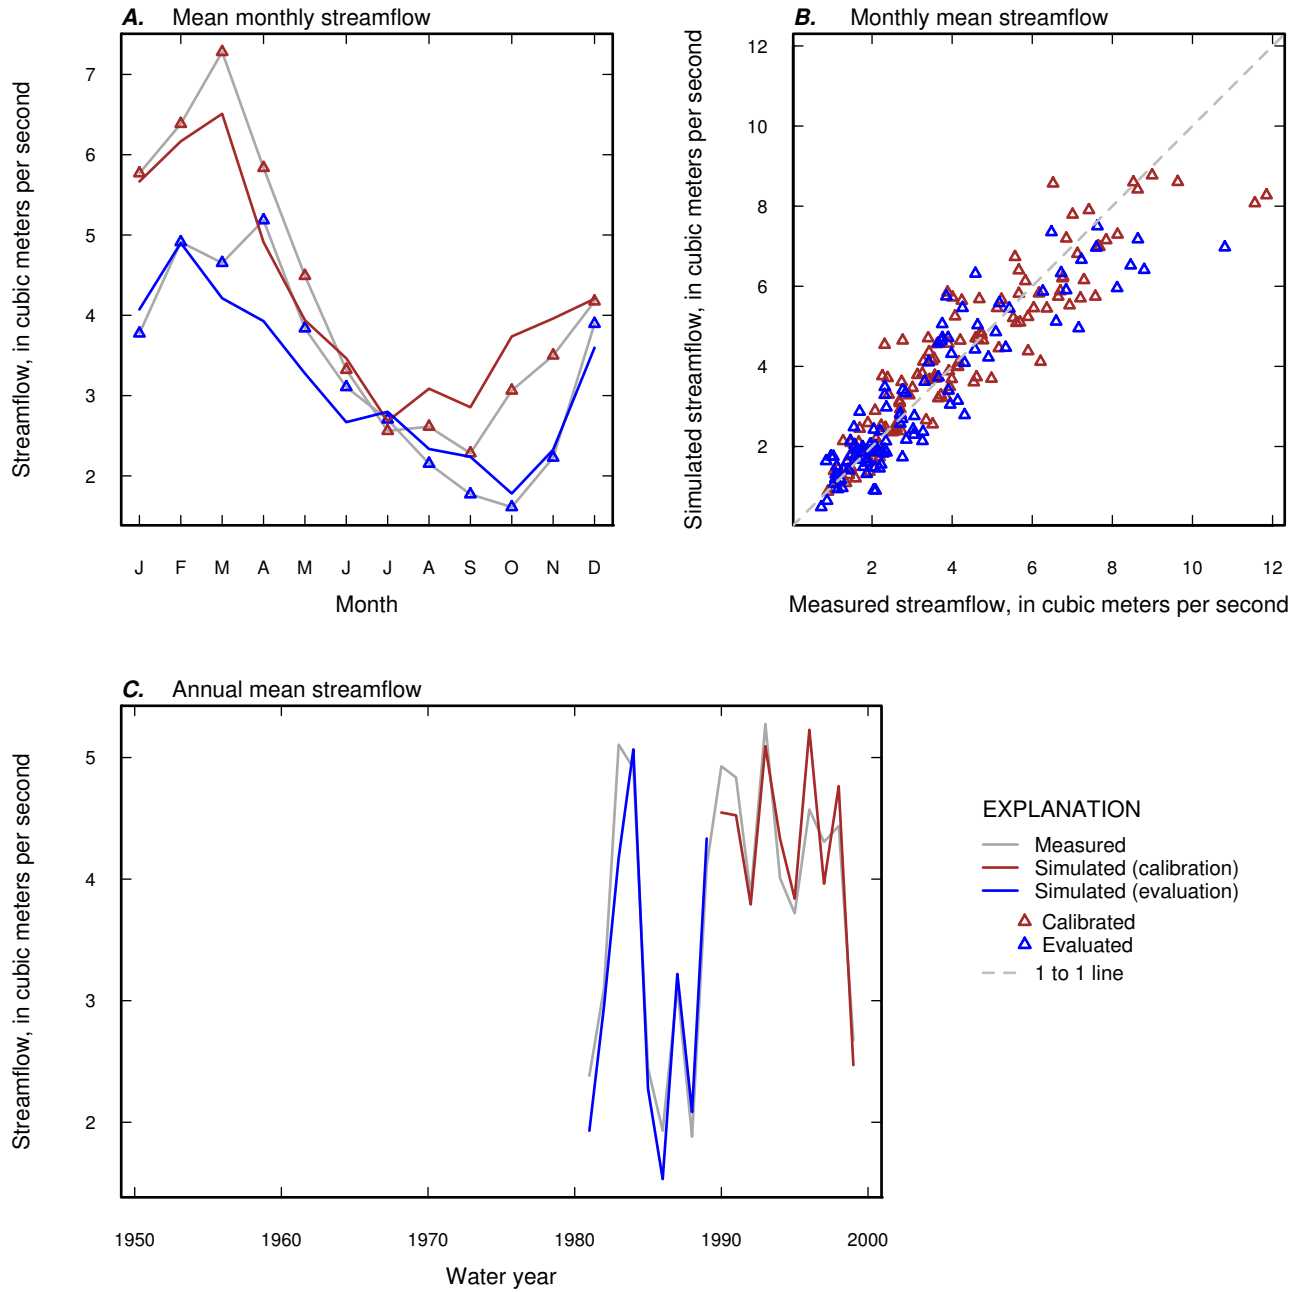 A. Mean monthly streamflow
7
6
5
4
3
2
Streamflow, in cubic meters per second
J F M A M J J A S O N D
Month
B. Monthly mean streamflow
12
10
8
6
4
2
Simulated streamflow, in cubic meters per second
2 4 6 8 10 12
Measured streamflow, in cubic meters per second
C. Annual mean streamflow
5
4
3
2
Streamflow, in cubic meters per second
1950 1960 1970 1980 1990 2000
Water year
EXPLANATION
Measured
Simulated (calibration)
Simulated (evaluation)
Calibrated
Evaluated
1 to 1 line